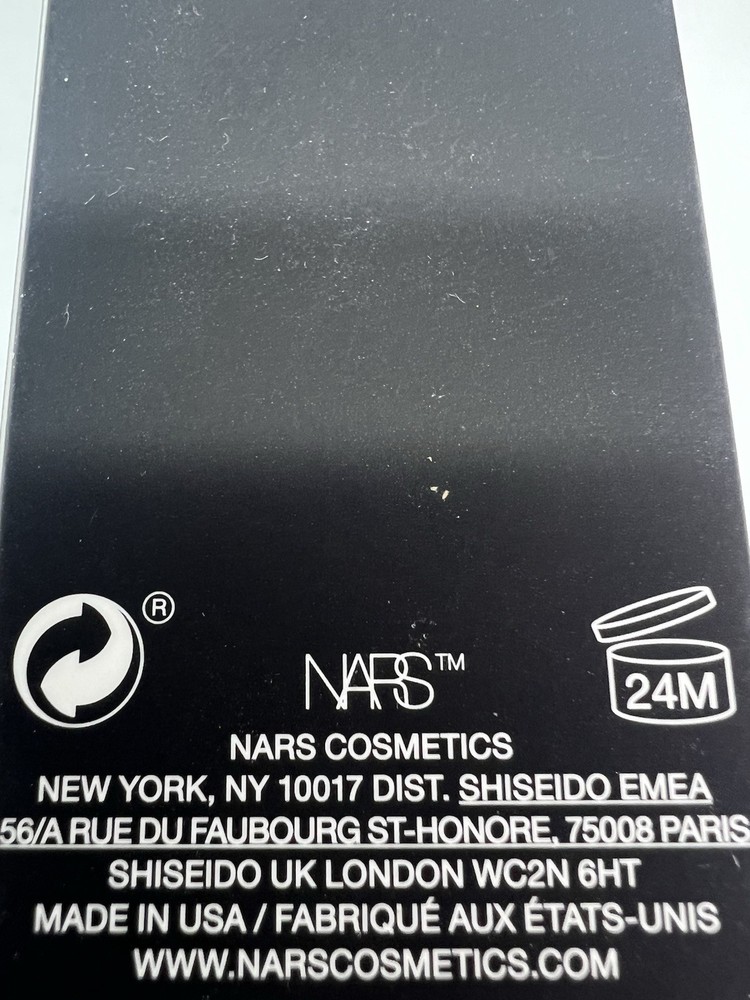 ®
NARS™
24M
NARS COSMETICS
NEW YORK, NY 10017 DIST. SHISEIDO EMEA
56/A RUE DU FAUBOURG ST-HONORE, 75008 PARIS
SHISEIDO UK LONDON WC2N 6HT
MADE IN USA / FABRIQUÉ AUX ÉTATS-UNIS
WWW.NARSCOSMETICS.COM